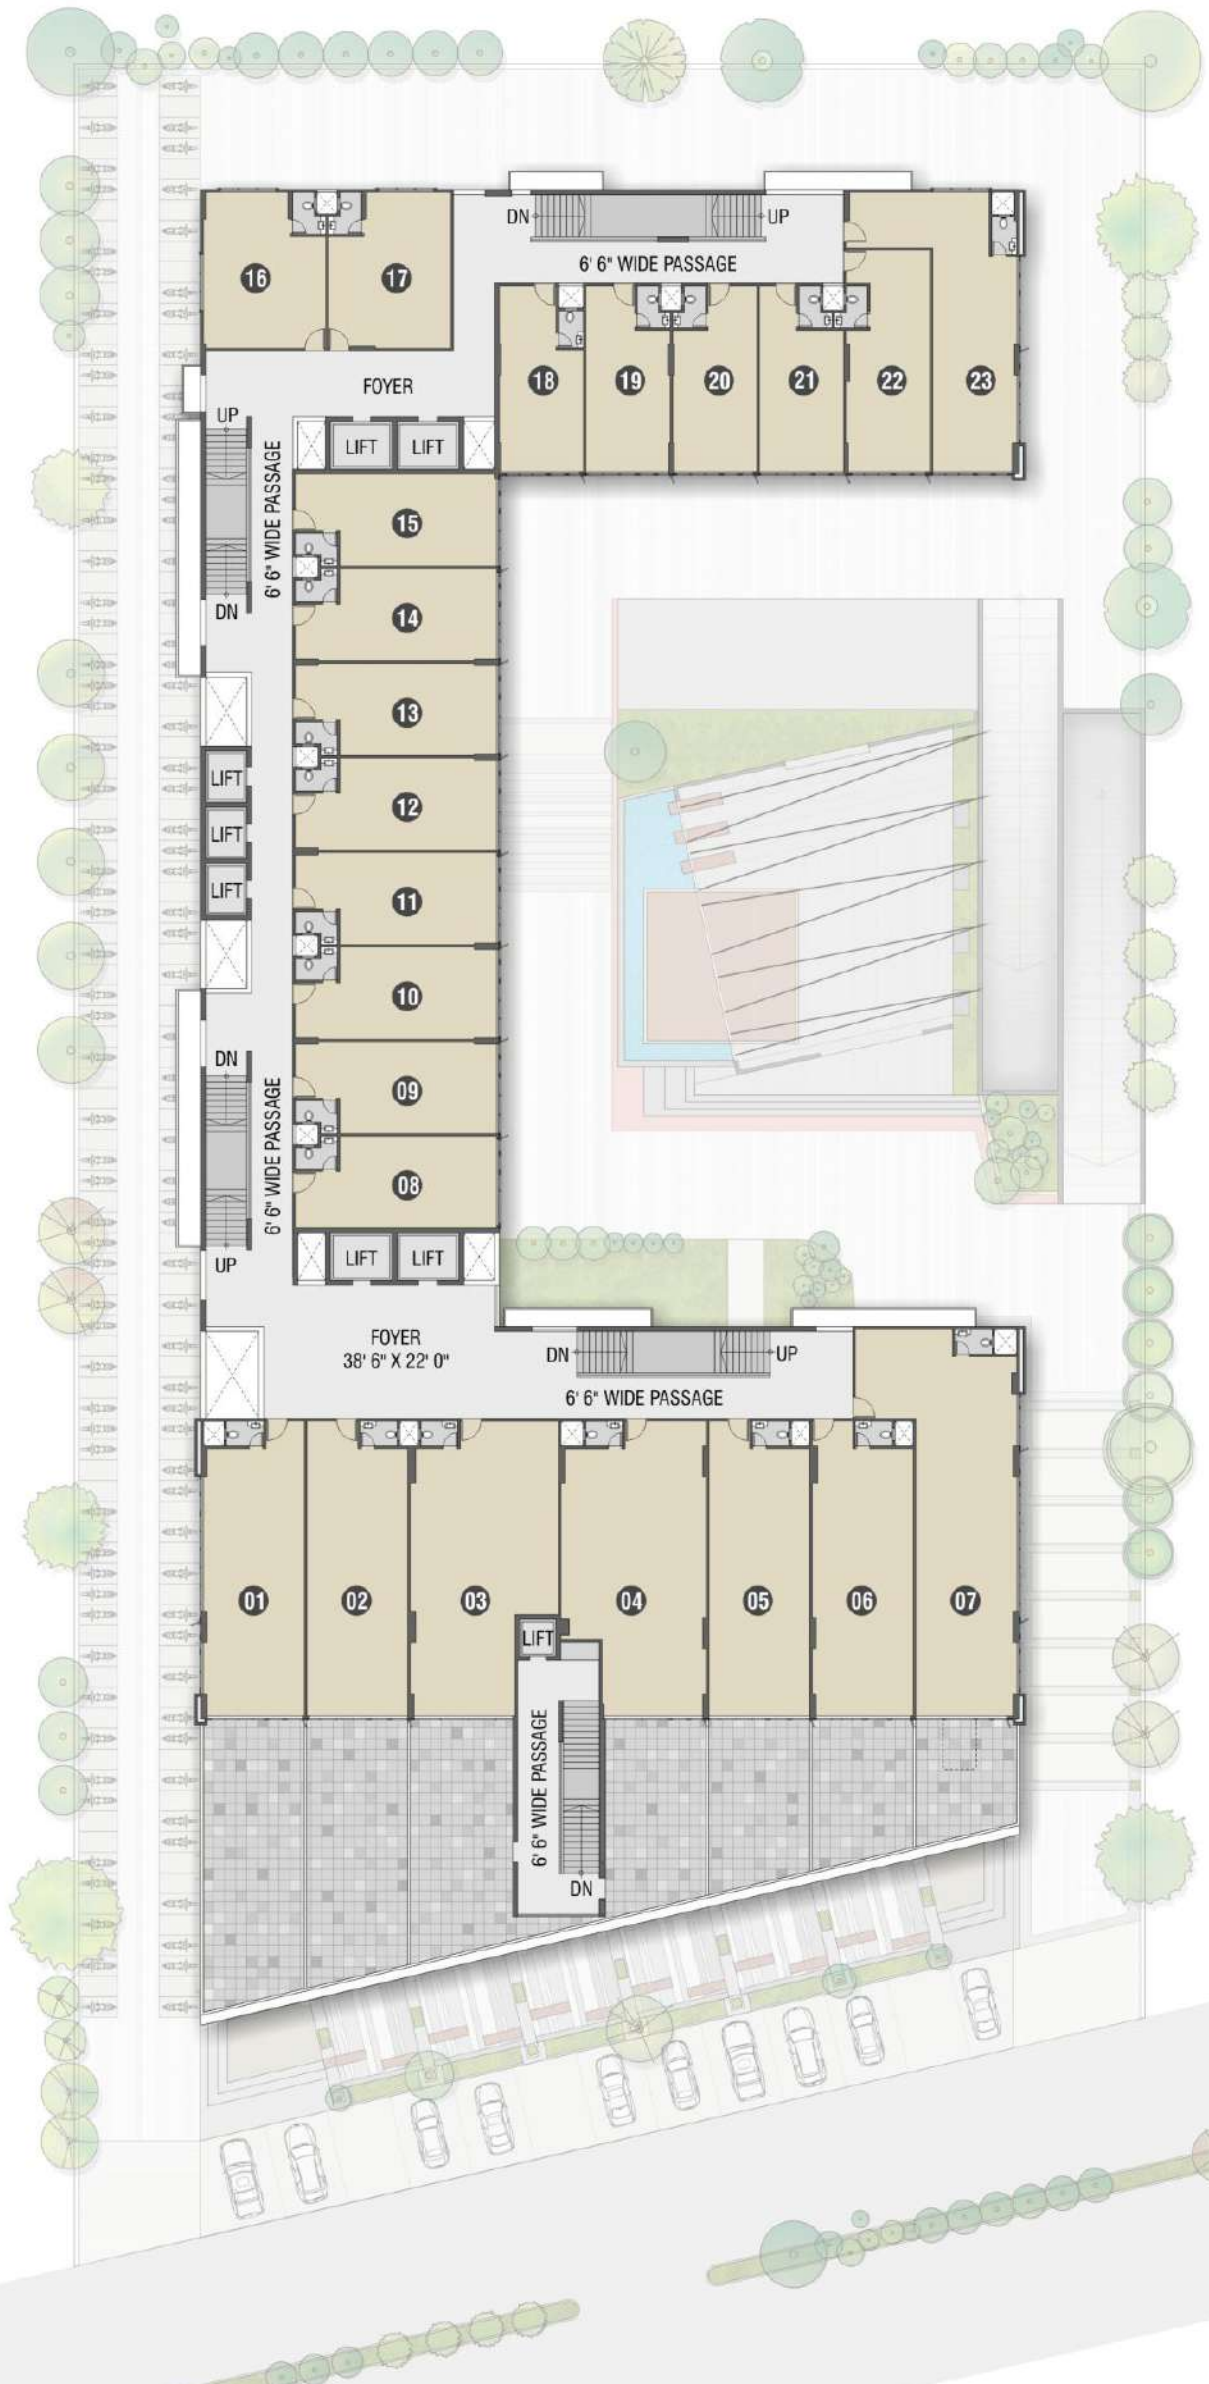 DN
UP
6' 6" WIDE PASSAGE
16
17
18
19
20
21
22
23
FOYER
UP
LIFT
LIFT
6' 6" WIDE PASSAGE
15
DN
14
13
LIFT
12
LIFT
LIFT
11
10
DN
09
6' 6" WIDE PASSAGE
08
UP
LIFT
LIFT
FOYER
38' 6" X 22' 0"
DN
UP
6' 6" WIDE PASSAGE
01
02
03
04
05
06
07
LIFT
6' 6" WIDE PASSAGE
DN